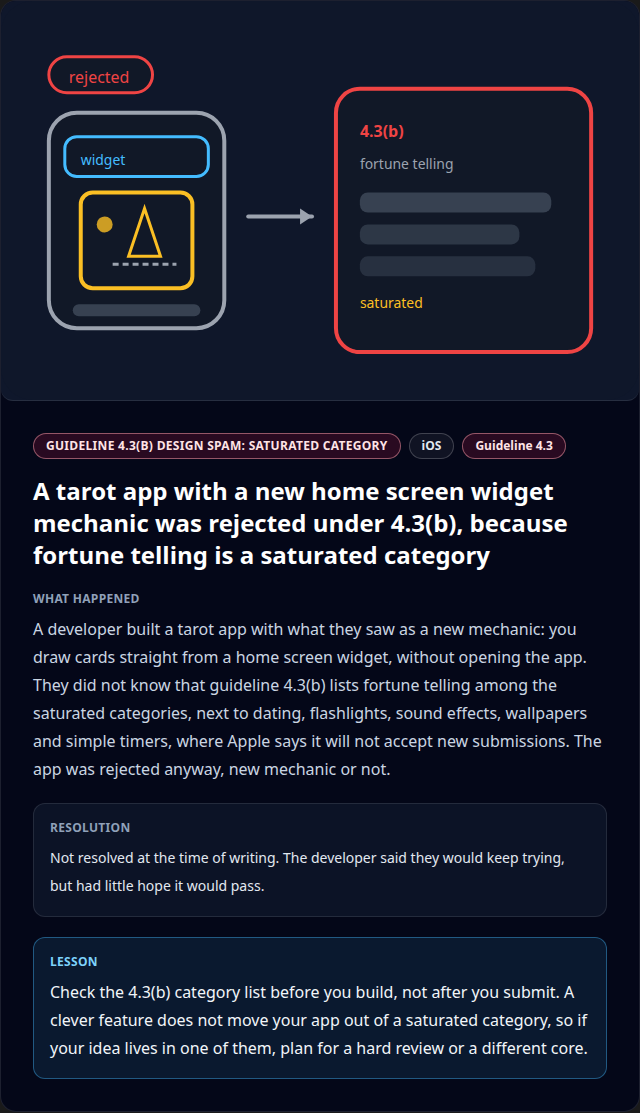 rejected
widget
4.3(b)
fortune telling
saturated
GUIDELINE 4.3(B) DESIGN SPAM: SATURATED CATEGORY
iOS
Guideline 4.3
A tarot app with a new home screen widget
mechanic was rejected under 4.3(b), because
fortune telling is a saturated category
WHAT HAPPENED
A developer built a tarot app with what they saw as a new mechanic: you
draw cards straight from a home screen widget, without opening the app.
They did not know that guideline 4.3(b) lists fortune telling among the
saturated categories, next to dating, flashlights, sound effects, wallpapers
and simple timers, where Apple says it will not accept new submissions. The
app was rejected anyway, new mechanic or not.
RESOLUTION
Not resolved at the time of writing. The developer said they would keep trying,
but had little hope it would pass.
LESSON
Check the 4.3(b) category list before you build, not after you submit. A
clever feature does not move your app out of a saturated category, so if
your idea lives in one of them, plan for a hard review or a different core.